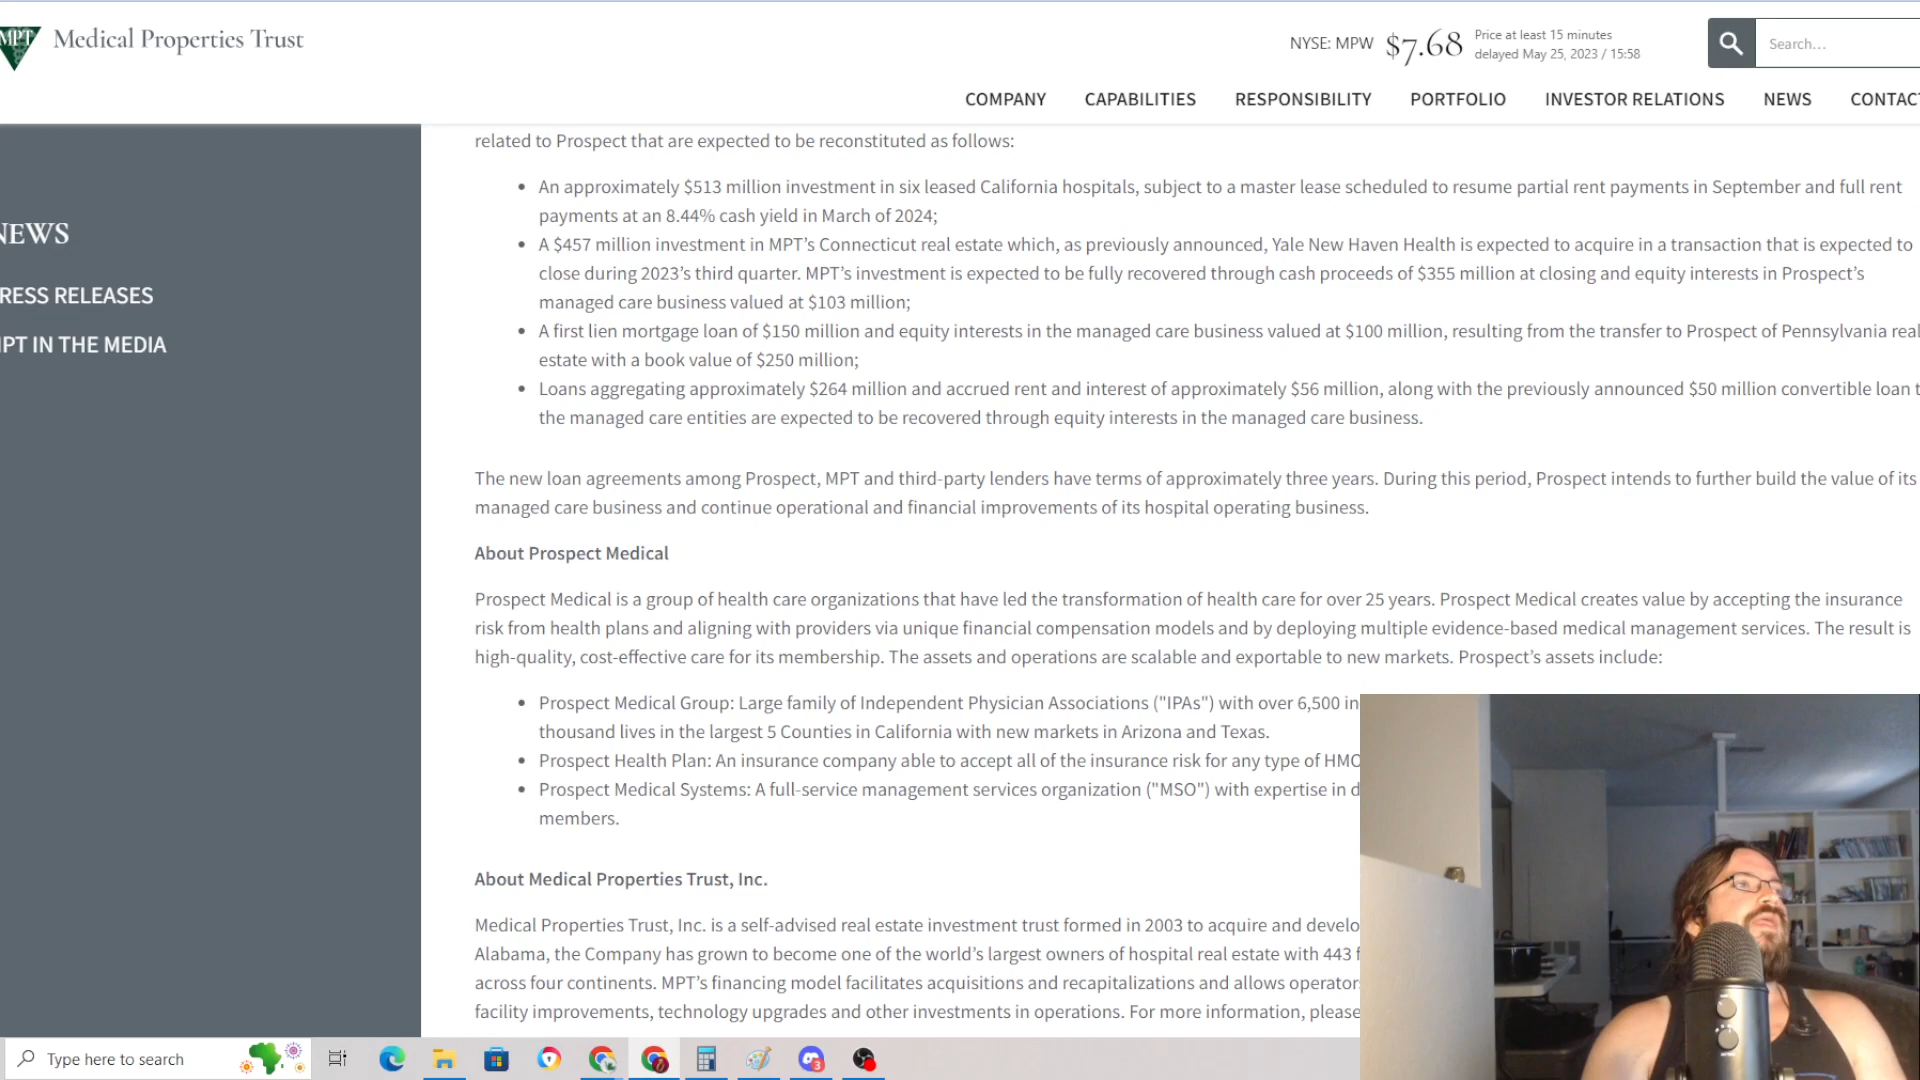 MPT Medical Properties Trust
NYSE: MPW $7.68 Price at least 15 minutes
delayed May 25, 2023 / 15:58
Search...
COMPANY CAPABILITIES RESPONSIBILITY PORTFOLIO INVESTOR RELATIONS NEWS CONTAC
NEWS
RESS RELEASES
PT IN THE MEDIA
related to Prospect that are expected to be reconstituted as follows:
• An approximately $513 million investment in six leased California hospitals, subject to a master lease scheduled to resume partial rent payments in September and full rent
payments at an 8.44% cash yield in March of 2024;
• A $457 million investment in MPT’s Connecticut real estate which, as previously announced, Yale New Haven Health is expected to acquire in a transaction that is expected to
close during 2023’s third quarter. MPT’s investment is expected to be fully recovered through cash proceeds of $355 million at closing and equity interests in Prospect’s
managed care business valued at $103 million;
• A first lien mortgage loan of $150 million and equity interests in the managed care business valued at $100 million, resulting from the transfer to Prospect of Pennsylvania real
estate with a book value of $250 million;
• Loans aggregating approximately $264 million and accrued rent and interest of approximately $56 million, along with the previously announced $50 million convertible loan t
the managed care entities are expected to be recovered through equity interests in the managed care business.
The new loan agreements among Prospect, MPT and third-party lenders have terms of approximately three years. During this period, Prospect intends to further build the value of its
managed care business and continue operational and financial improvements of its hospital operating business.
About Prospect Medical
Prospect Medical is a group of health care organizations that have led the transformation of health care for over 25 years. Prospect Medical creates value by accepting the insurance
risk from health plans and aligning with providers via unique financial compensation models and by deploying multiple evidence-based medical management services. The result is
high-quality, cost-effective care for its membership. The assets and operations are scalable and exportable to new markets. Prospect’s assets include:
• Prospect Medical Group: Large family of Independent Physician Associations ("IPAs") with over 6,500 in
thousand lives in the largest 5 Counties in California with new markets in Arizona and Texas.
• Prospect Health Plan: An insurance company able to accept all of the insurance risk for any type of HMO
• Prospect Medical Systems: A full-service management services organization ("MSO") with expertise in d
members.
About Medical Properties Trust, Inc.
Medical Properties Trust, Inc. is a self-advised real estate investment trust formed in 2003 to acquire and develo
Alabama, the Company has grown to become one of the world’s largest owners of hospital real estate with 443 f
across four continents. MPT’s financing model facilitates acquisitions and recapitalizations and allows operator
facility improvements, technology upgrades and other investments in operations. For more information, please
Type here to search
3